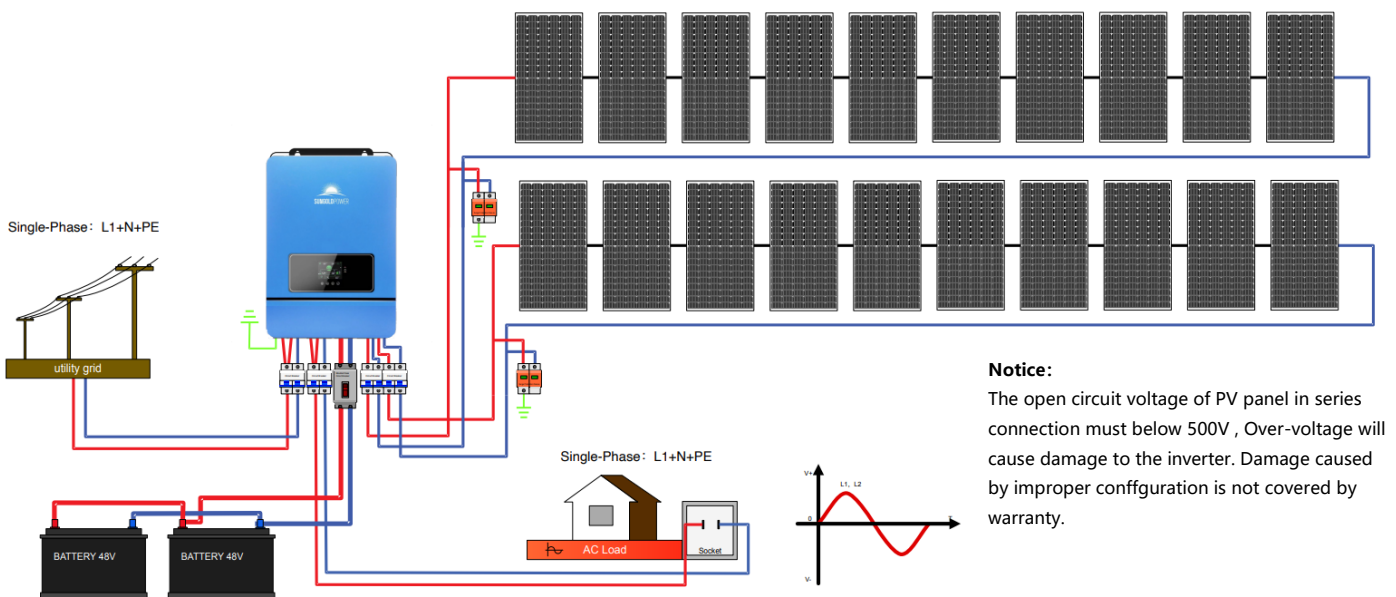 SUNGOLDPOWER
Single-Phase: L1+N+PE
utility grid
BATTERY 48V
BATTERY 48V
Single-Phase: L1+N+PE
AC Load
Socket
V+
L1, L2
0
T
V-
Notice:
The open circuit voltage of PV panel in series
connection must below 500V , Over-voltage will
cause damage to the inverter. Damage caused
by improper conffguration is not covered by
warranty.